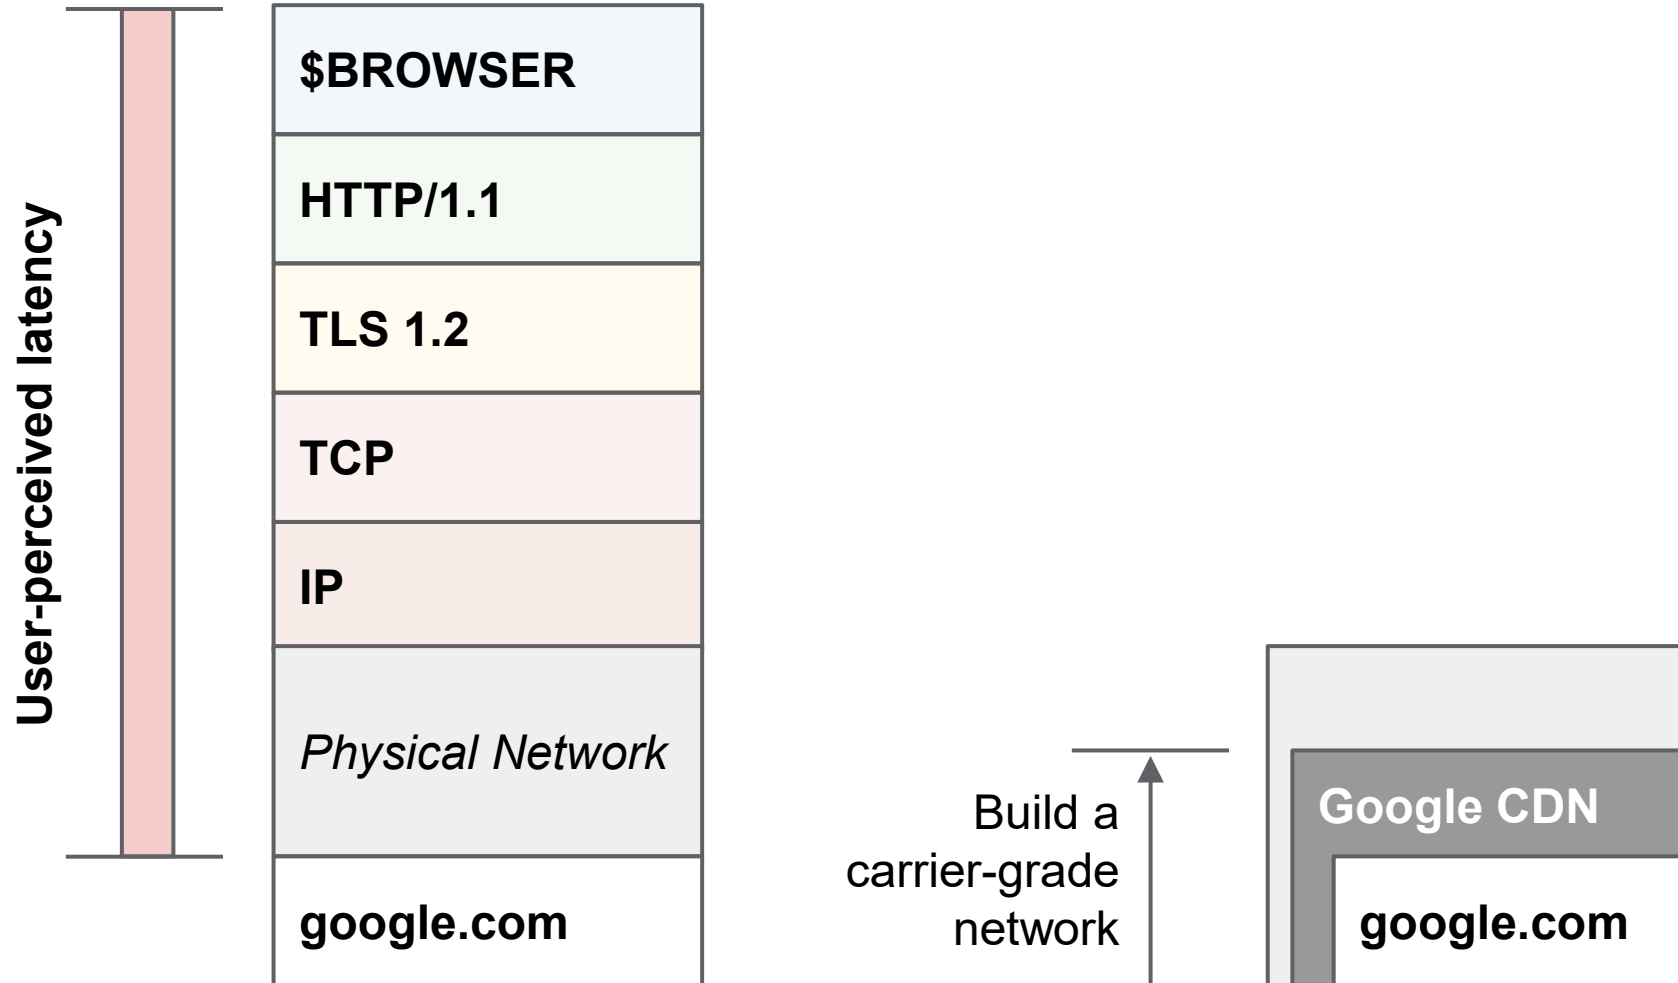 User-perceived latency
$BROWSER
HTTP/1.1
TLS 1.2
TCP
IP
Physical Network
google.com
Build a
carrier-grade
network
Google CDN
google.com